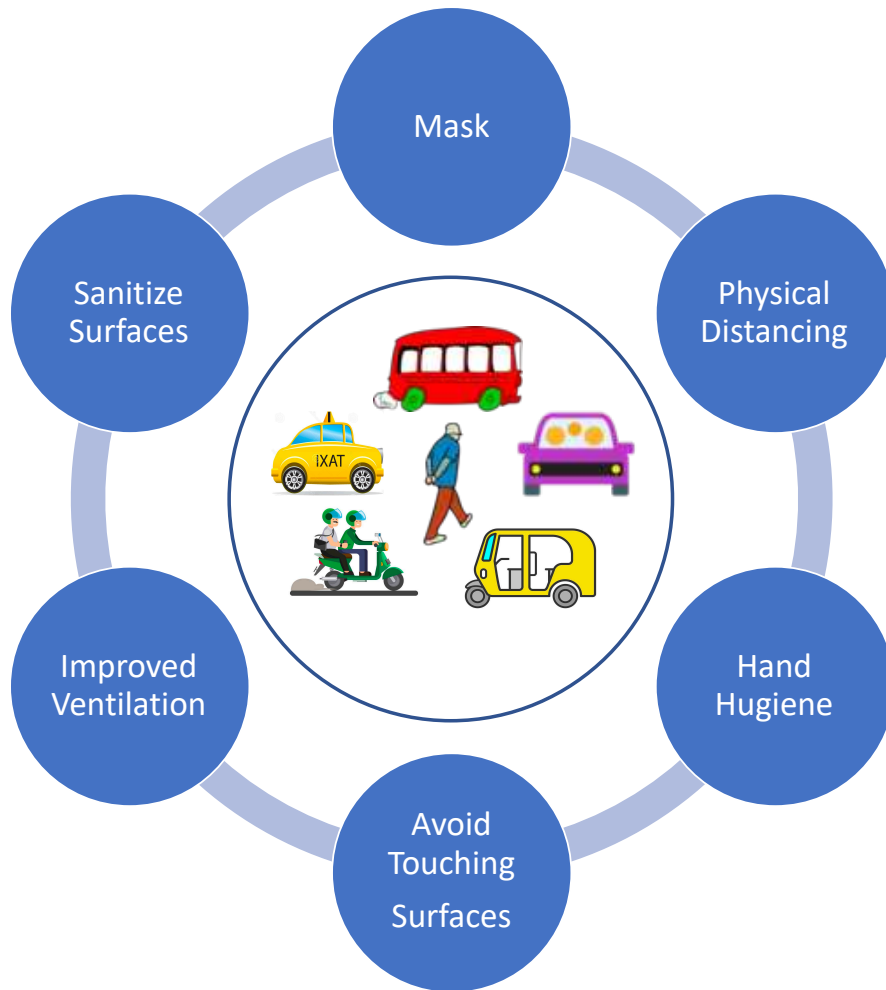 Mask
Physical
Distancing
Hand
Hugiene
Avoid
Touching
Surfaces
Improved
Ventilation
Sanitize
Surfaces
IXAT